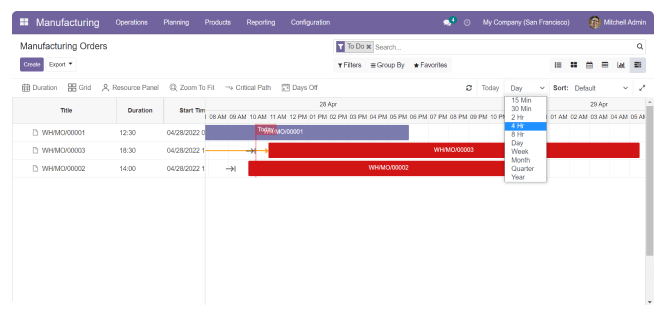 Manufacturing Operations Planning Products Reporting Configuration 4 My Company (San Francisco) Mitchell Admin
Manufacturing Orders To Do × Search...
Create Export Filters Group By Favorites
Duration Grid Resource Panel Zoom To Fit Critical Path Days Off Today Day Sort: Default
Title Duration Start Tim 28 Apr 29 Apr
08 AM 09 AM 10 AM 11 AM 12 PM 01 PM 02 PM 03 PM 04 PM 05 PM 06 PM 07 PM 08 PM 09 PM 10 PM 01 AM 02 AM 03 AM 04 AM 05 AM
15 Min
30 Min
2 Hr
4 Hr
8 Hr
Day
Week
Month
Quarter
Year
WH/MO/00001 12:30 04/28/2022 0 Today WH/MO/00001
WH/MO/00003 18:30 04/28/2022 1 WH/MO/00003
WH/MO/00002 14:00 04/28/2022 1 WH/MO/00002